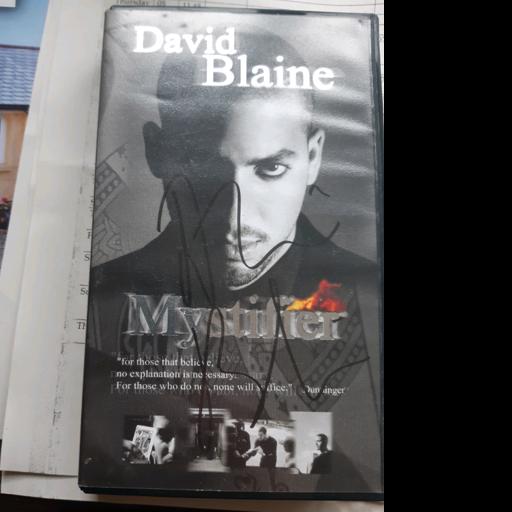 David
Blaine
Mystifier
"for those that believe,
no explanation is necessary.
For those who do not, none will suffice." Dunninger